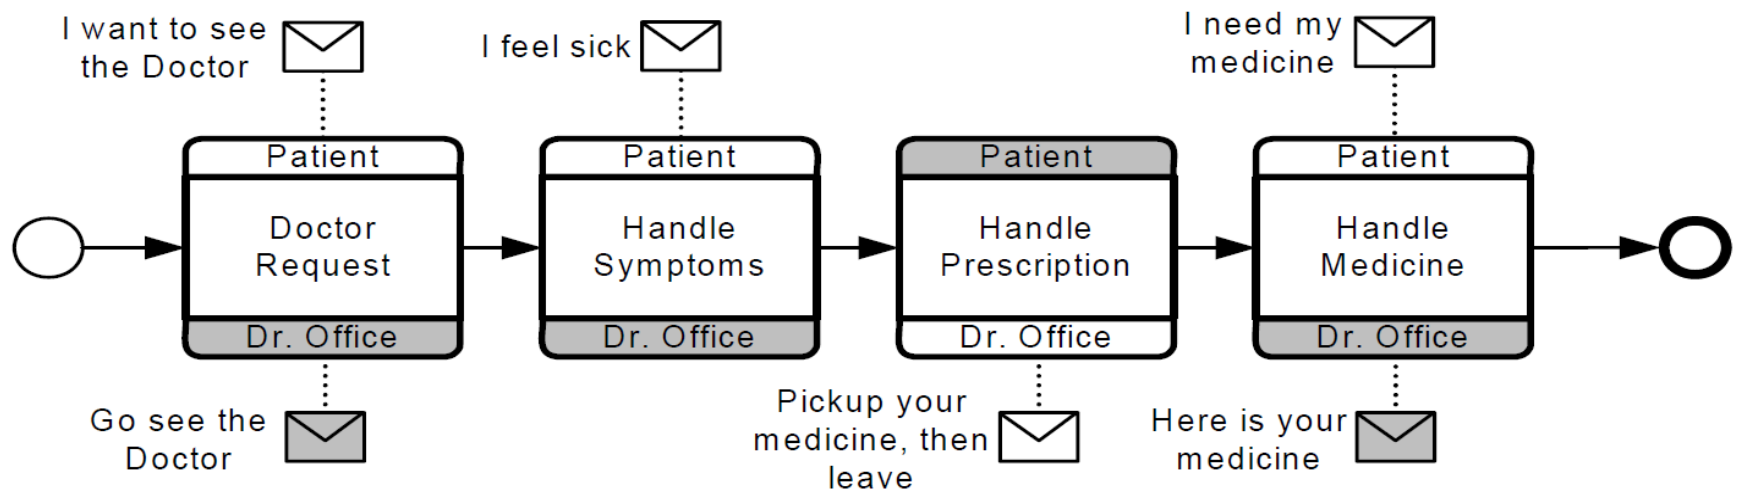 I want to see
the Doctor
I feel sick
I need my
medicine
Patient
Doctor
Request
Dr. Office
Patient
Handle
Symptoms
Dr. Office
Patient
Handle
Prescription
Dr. Office
Patient
Handle
Medicine
Dr. Office
Go see the
Doctor
Pickup your
medicine, then
leave
Here is your
medicine